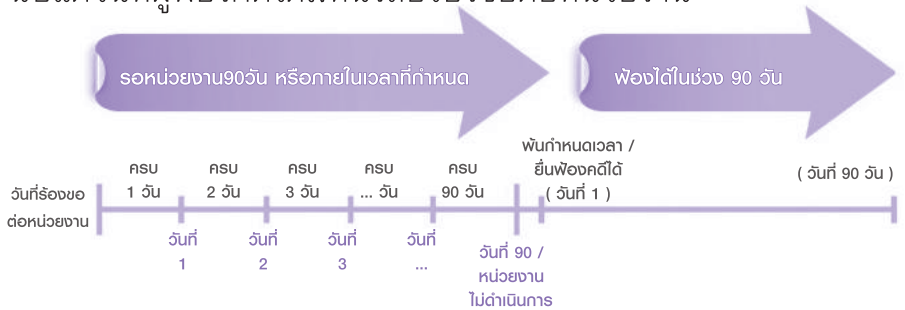 รอหน่วยงาน90วัน หรือภายในเวลาที่กำหนด
ฟ้องได้ในช่วง 90 วัน
พ้นกำหนดเวลา /
ยื่นฟ้องคดีได้
( วันที่ 1 )
( วันที่ 90 วัน )
วันที่ร้องขอ
ต่อหน่วยงาน
ครบ
1 วัน
ครบ
2 วัน
ครบ
3 วัน
ครบ
... วัน
ครบ
90 วัน
วันที่
1
วันที่
2
วันที่
3
วันที่
...
วันที่ 90 /
หน่วยงาน
ไม่ดำเนินการ